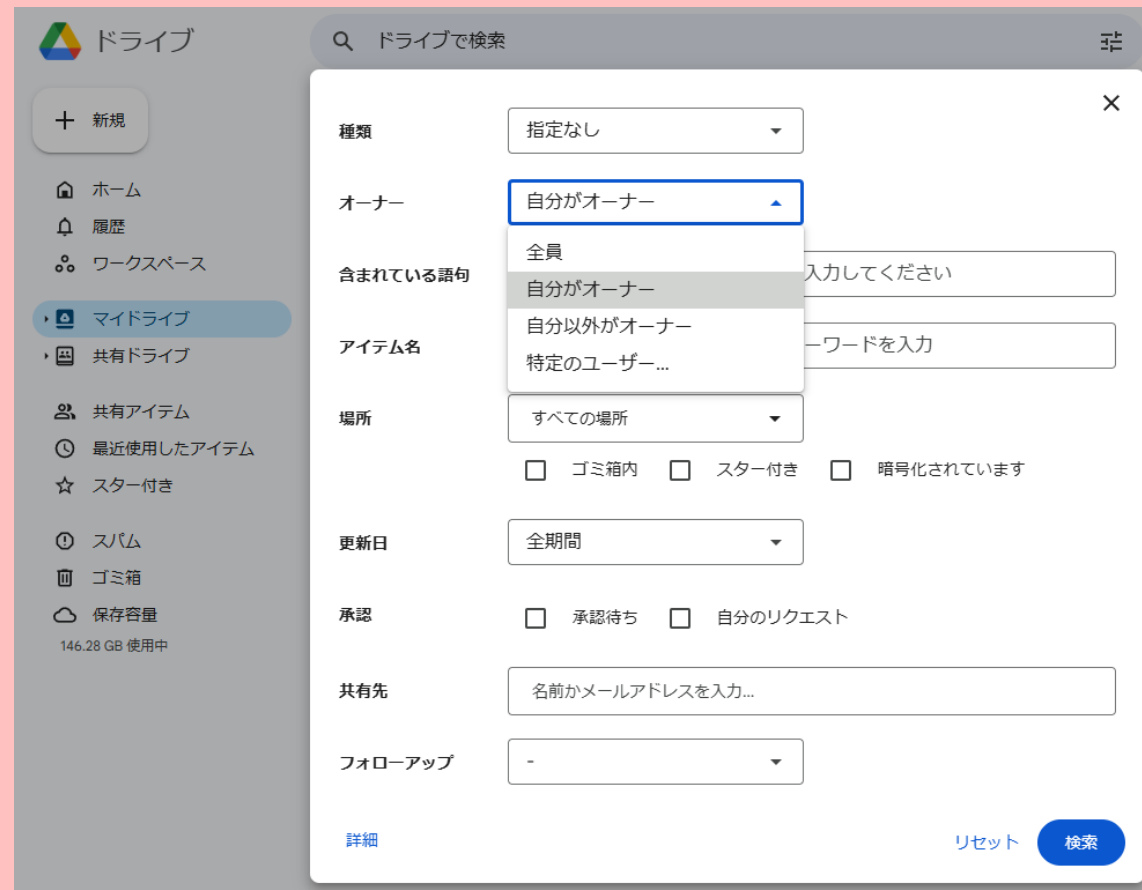 ドライブ
ドライブで検索
新規
ホーム
履歴
ワークスペース
マイドライブ
共有ドライブ
共有アイテム
最近使用したアイテム
スター付き
スパム
ゴミ箱
保存容量
146.28 GB 使用中
種類
指定なし
オーナー
自分がオーナー
全員
自分がオーナー
自分以外がオーナー
特定のユーザー...
含まれている語句
入力してください
アイテム名
ーワードを入力
場所
すべての場所
ゴミ箱内 スター付き 暗号化されています
更新日
全期間
承認
承認待ち 自分のリクエスト
共有先
名前かメールアドレスを入力...
フォローアップ
-
詳細
リセット
検索